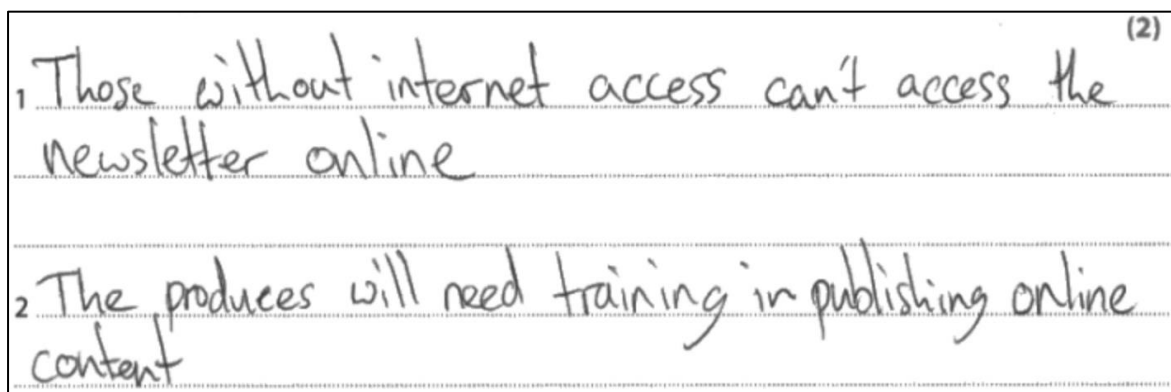 (2)
1 Those without internet access can't access the
newsletter online
2 The produces will need training in publishing online
content